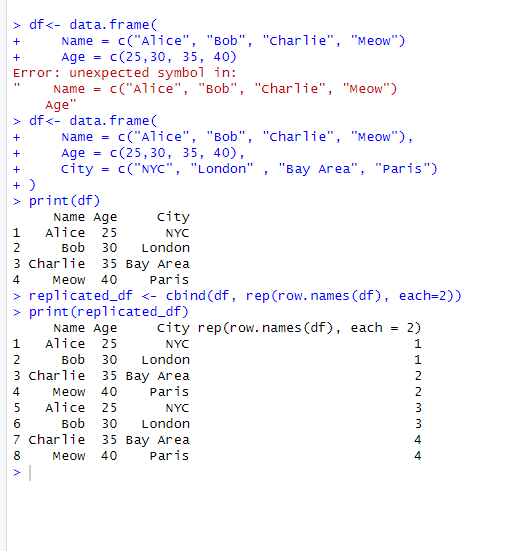 > df<- data.frame(
+     Name = c("Alice", "Bob", "Charlie", "Meow")
+     Age = c(25,30, 35, 40)
Error: unexpected symbol in:
"    Name = c("Alice", "Bob", "Charlie", "Meow")
    Age"
> df<- data.frame(
+     Name = c("Alice", "Bob", "Charlie", "Meow"),
+     Age = c(25,30, 35, 40),
+     City = c("NYC", "London" , "Bay Area", "Paris")
+ )
> print(df)
     Name Age     City
1   Alice  25      NYC
2     Bob  30   London
3 Charlie  35 Bay Area
4    Meow  40    Paris
> replicated_df <- cbind(df, rep(row.names(df), each=2))
> print(replicated_df)
     Name Age     City rep(row.names(df), each = 2)
1   Alice  25      NYC                            1
2     Bob  30   London                            1
3 Charlie  35 Bay Area                            2
4    Meow  40    Paris                            2
5   Alice  25      NYC                            3
6     Bob  30   London                            3
7 Charlie  35 Bay Area                            4
8    Meow  40    Paris                            4
>